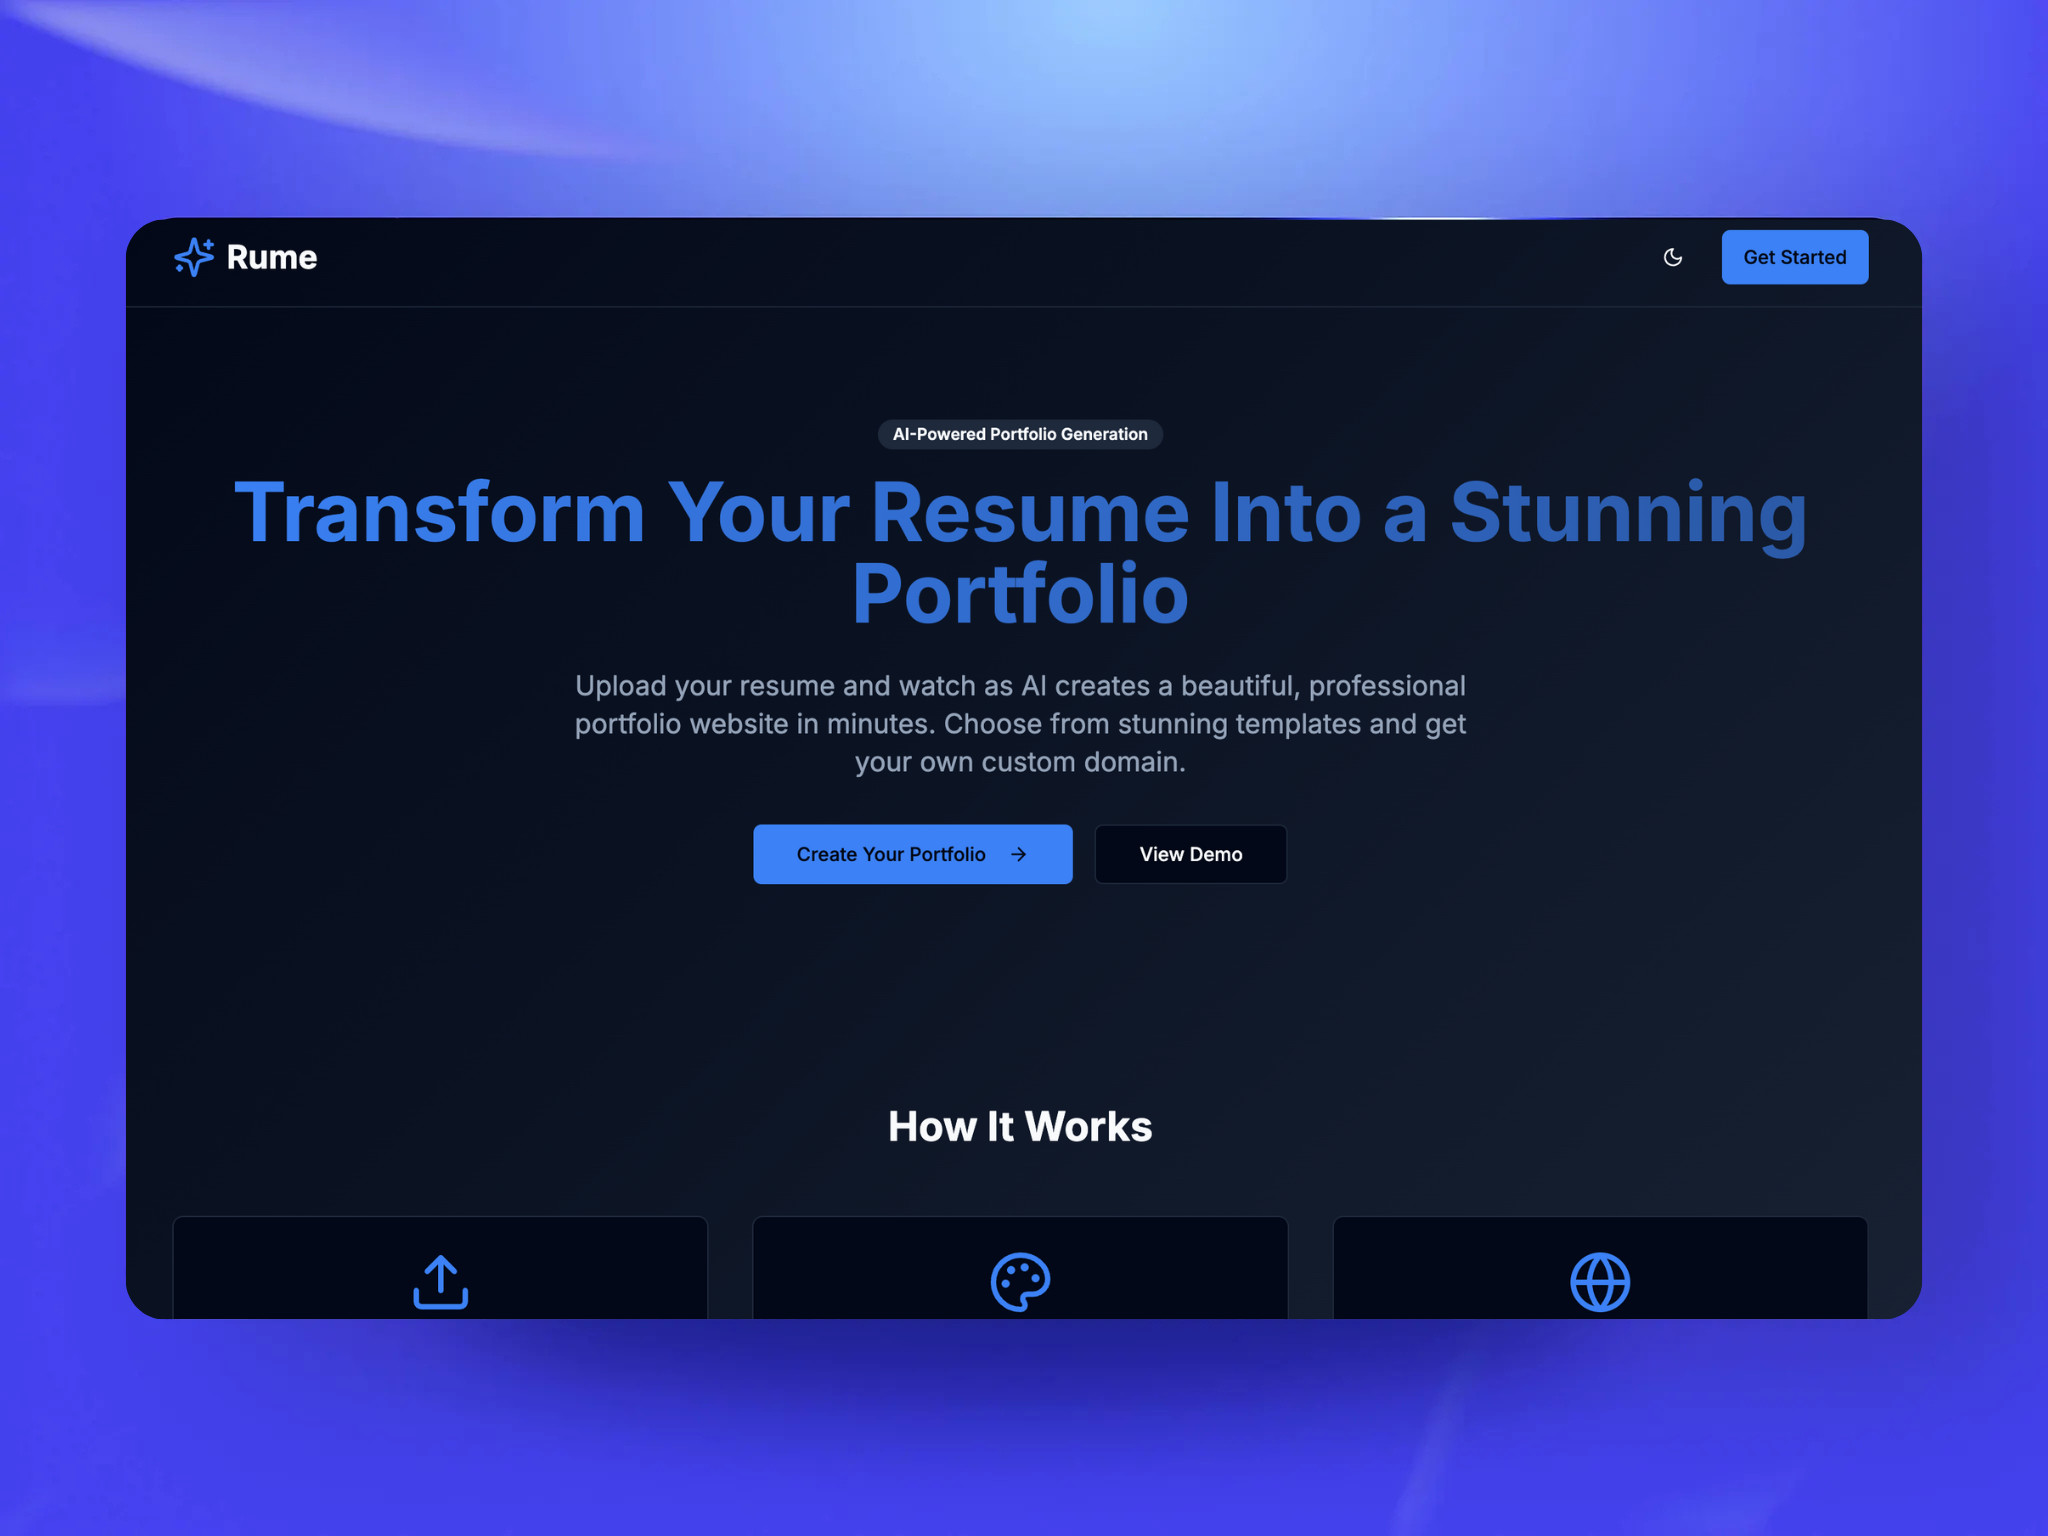 Rume
Get Started
AI-Powered Portfolio Generation
Transform Your Resume Into a Stunning
Portfolio
Upload your resume and watch as AI creates a beautiful, professional
portfolio website in minutes. Choose from stunning templates and get
your own custom domain.
Create Your Portfolio
View Demo
How It Works